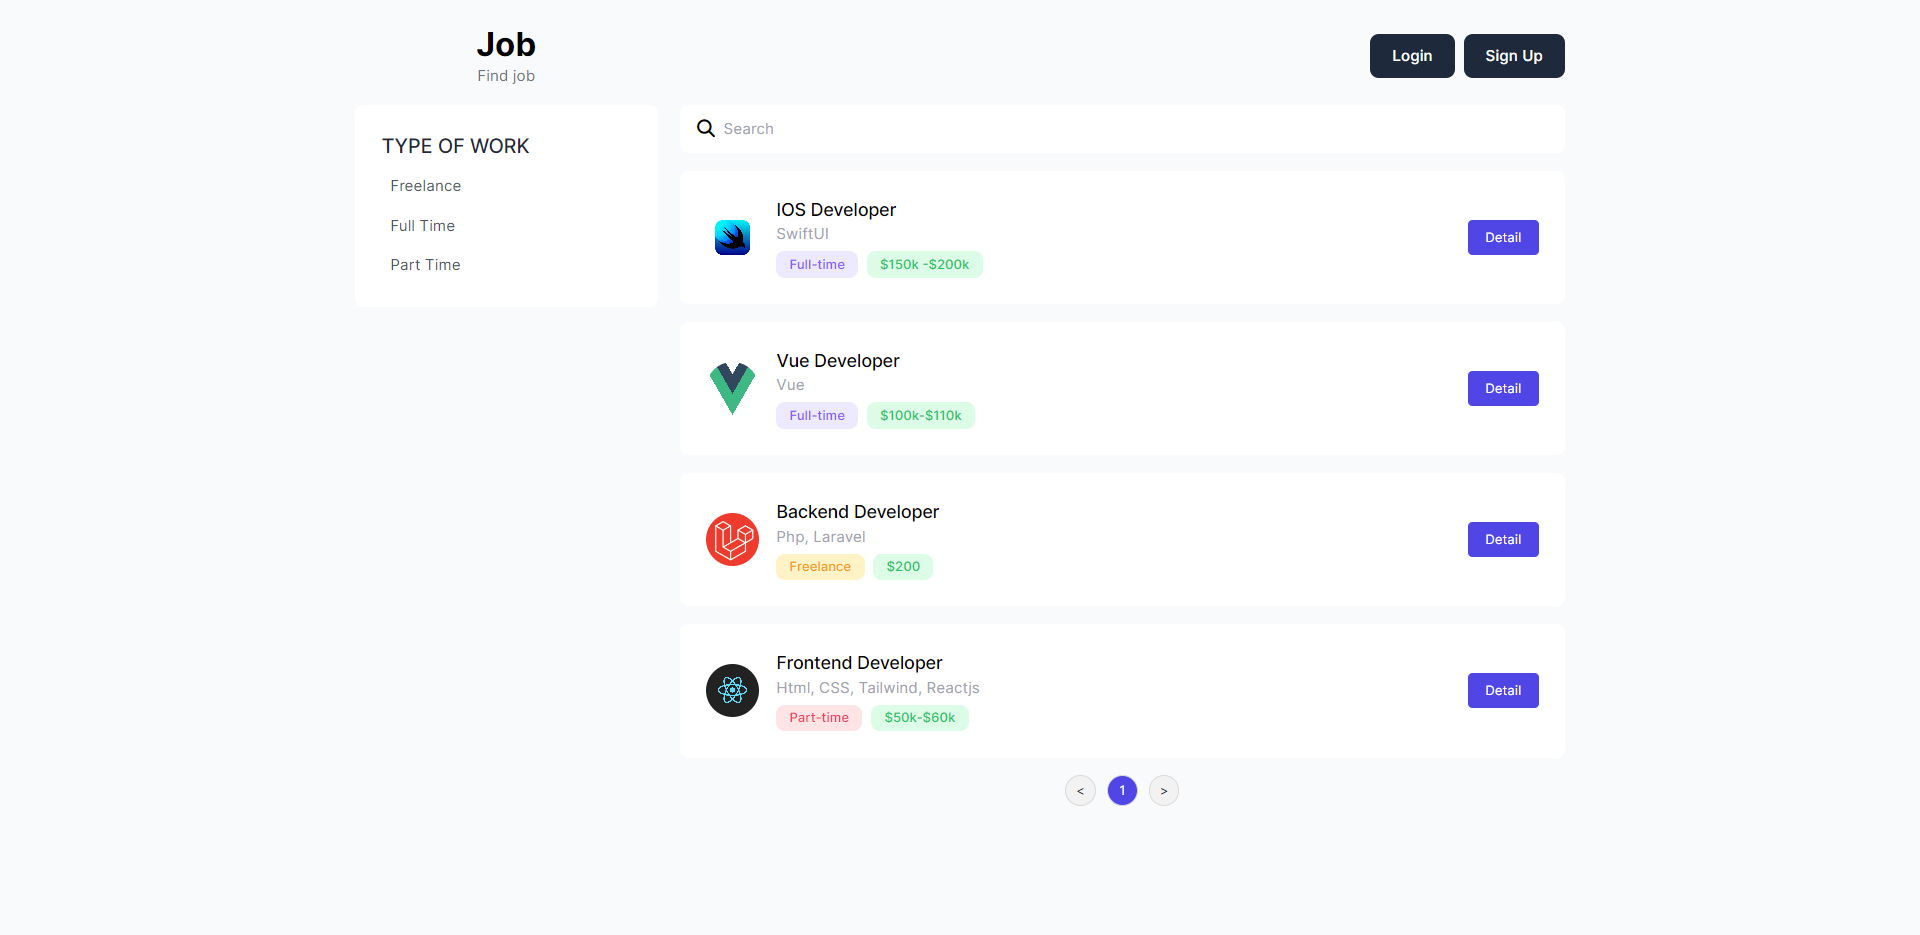 Job
Find job
Login
Sign Up
TYPE OF WORK
Freelance
Full Time
Part Time
Search
IOS Developer
SwiftUI
Full-time
$150k -$200k
Detail
Vue Developer
Vue
Full-time
$100k-$110k
Detail
Backend Developer
Php, Laravel
Freelance
$200
Detail
Frontend Developer
Html, CSS, Tailwind, Reactjs
Part-time
$50k-$60k
Detail
< 1 >